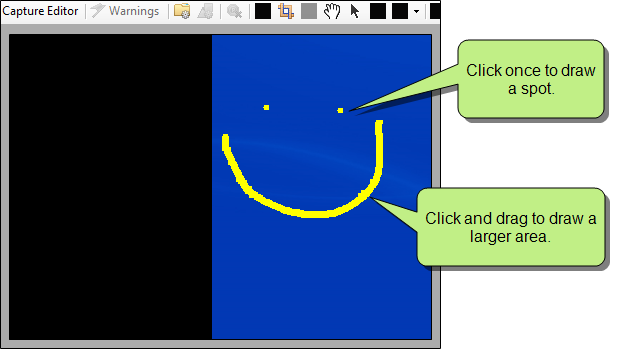 Capture Editor Warnings
Click once to draw
a spot.
Click and drag to draw a
larger area.